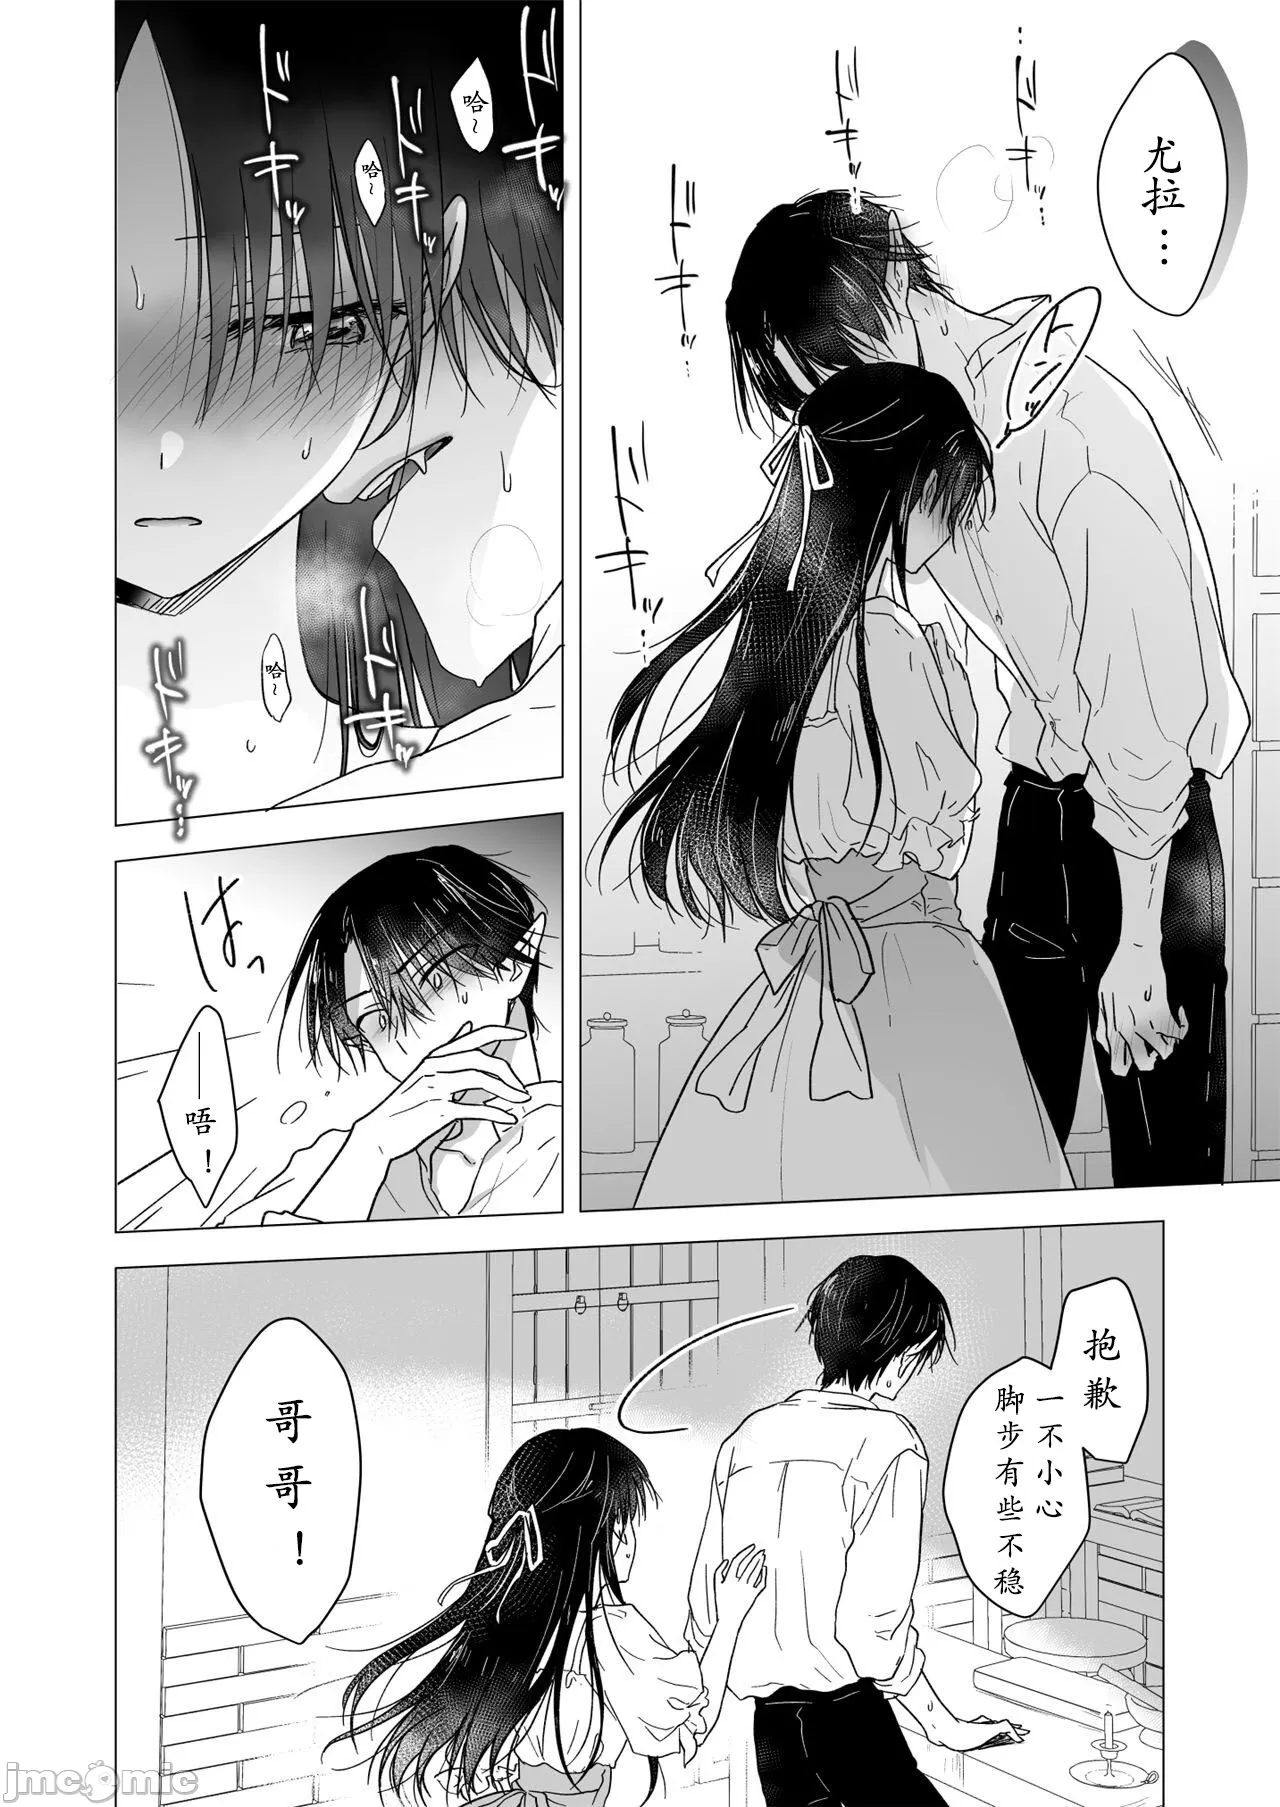 尤拉…
トンッ
ドキッ…
ドキッ…
ドキッ…
ドキッ
哈~
ドキッ
哈~
ドキッ
哈~
ドキッ
ドキッ…
はっ
——唔！
抱歉
一不小心
脚步有些不稳
哥哥！
jmcomic